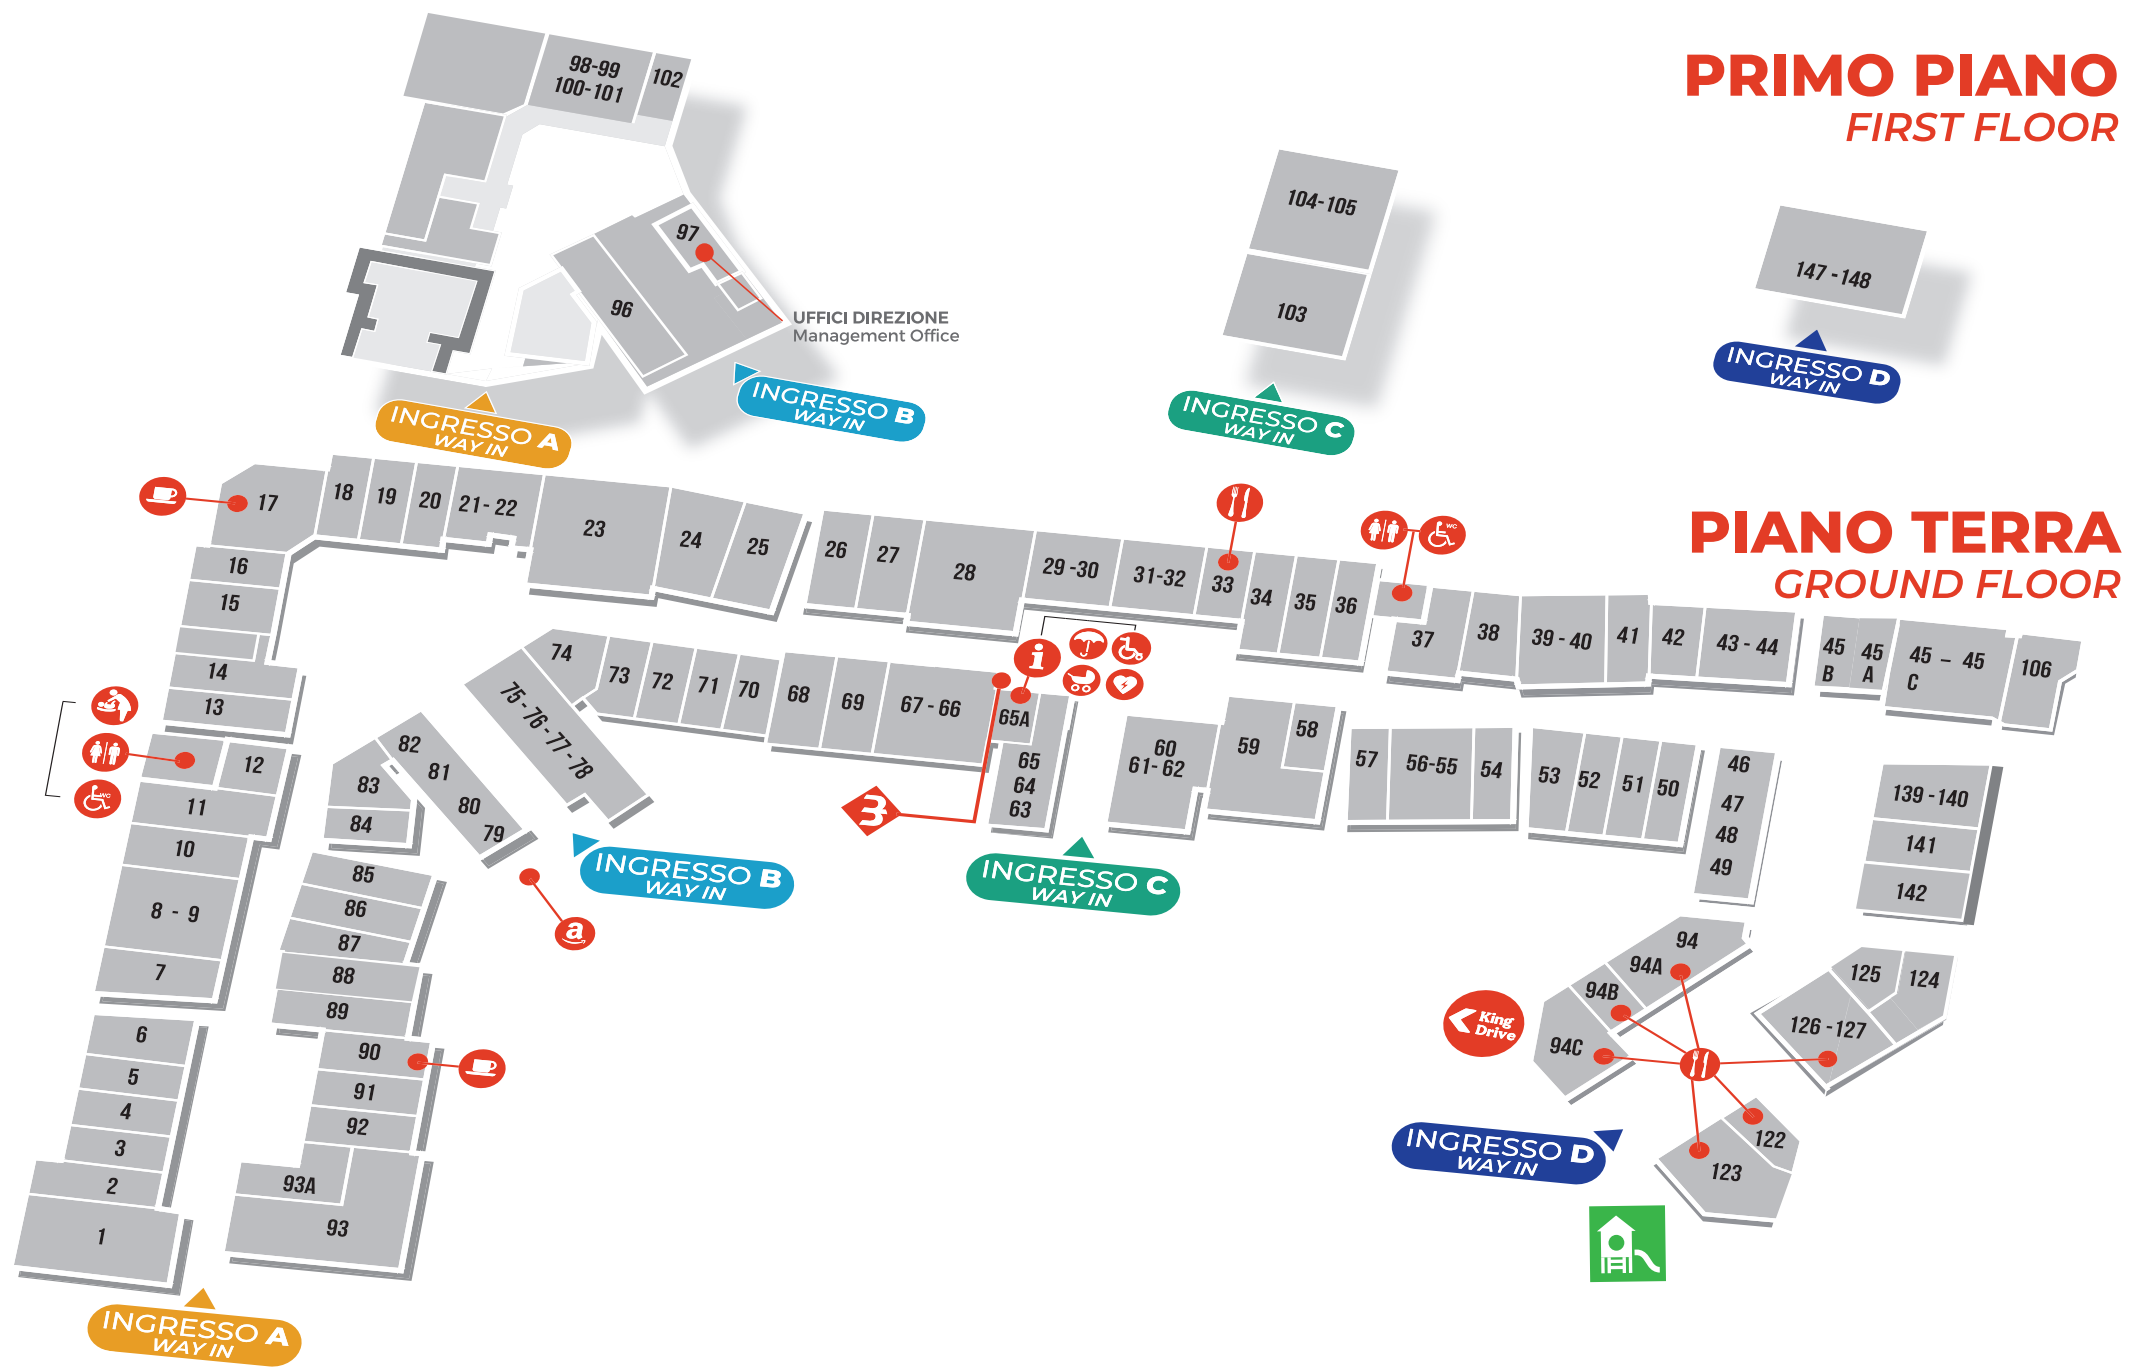 PRIMO PIANO
FIRST FLOOR
98-99
100-101
102
97
96
UFFICI DIREZIONE
Management Office
104-105
103
147 -148
INGRESSO A
WAY IN
INGRESSO B
WAY IN
INGRESSO C
WAY IN
INGRESSO D
WAY IN
PIANO TERRA
GROUND FLOOR
17
18
19
20
21- 22
23
24
25
26
27
28
29 -30
31-32
33
34
35
36
WC
37
38
39 - 40
41
42
43 - 44
45
B
45
A
45 – 45
C
106
16
15
14
13
12
11
10
8 - 9
7
6
5
4
3
2
1
WC
74
73
72
71
70
68
69
67 - 66
65A
65
64
63
75 - 76 - 77 - 78
82
81
80
79
83
84
85
86
87
88
89
90
91
92
93A
93
3
i
a
60
61- 62
59
58
57
56-55
54
53
52
51
50
46
47
48
49
139 -140
141
142
94
94A
94B
94C
125
124
126 -127
122
123
King
Drive
INGRESSO B
WAY IN
INGRESSO C
WAY IN
INGRESSO D
WAY IN
INGRESSO A
WAY IN